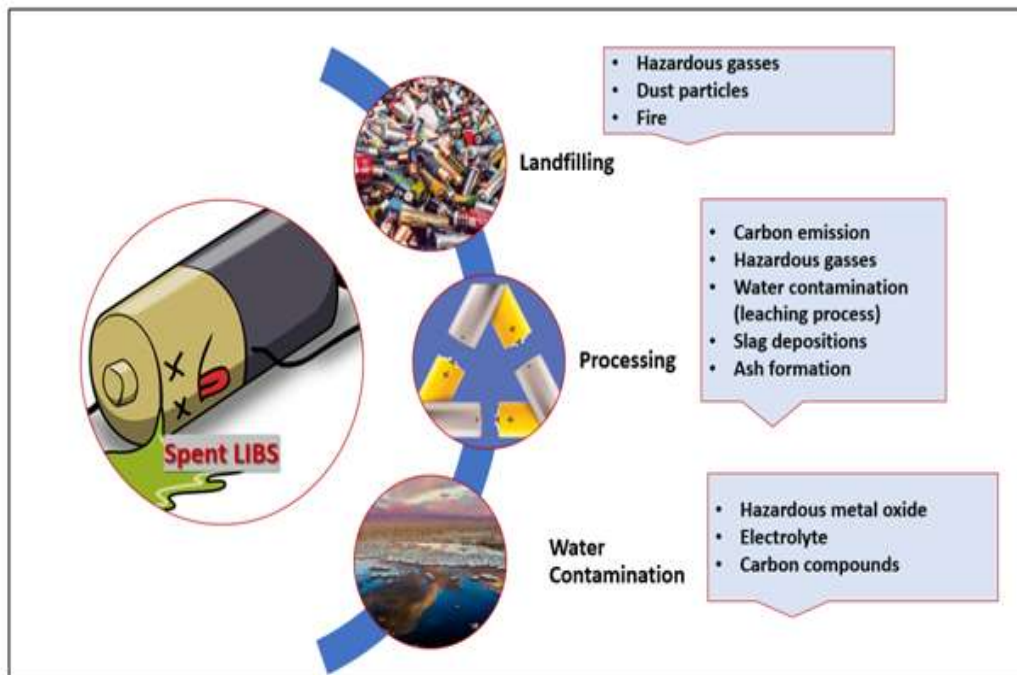 • Hazardous gasses
• Dust particles
• Fire
Landfilling
• Carbon emission
• Hazardous gasses
• Water contamination
(leaching process)
• Slag depositions
• Ash formation
Processing
Spent LIBS
• Hazardous metal oxide
• Electrolyte
• Carbon compounds
Water
Contamination